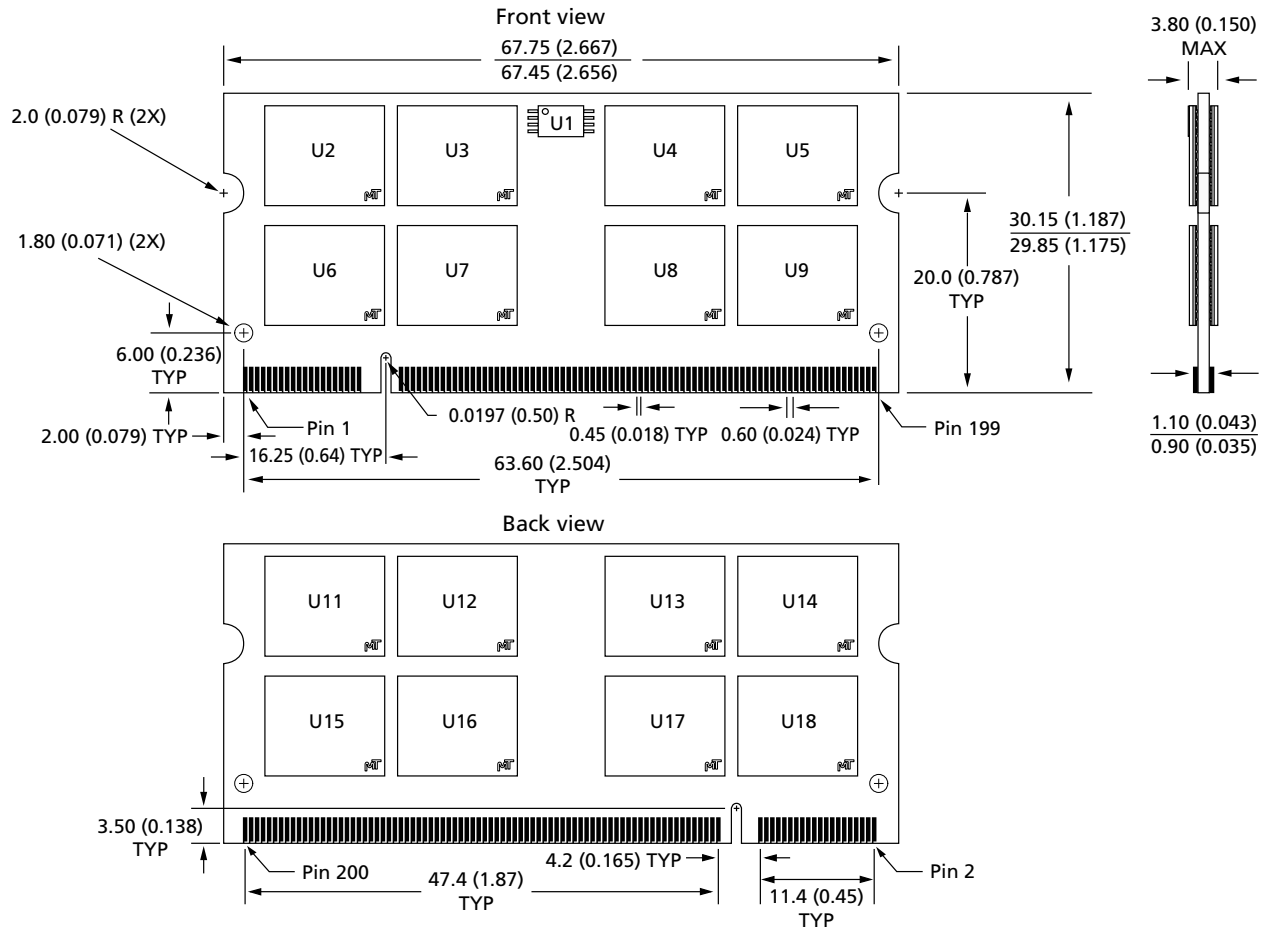 Front view
67.75 (2.667)
67.45 (2.656)
3.80 (0.150)
MAX
2.0 (0.079) R (2X)
U1
U2
U3
U4
U5
1.80 (0.071) (2X)
U6
U7
U8
U9
30.15 (1.187)
29.85 (1.175)
20.0 (0.787)
TYP
6.00 (0.236)
TYP
2.00 (0.079) TYP
Pin 1
0.0197 (0.50) R
0.45 (0.018) TYP
0.60 (0.024) TYP
Pin 199
16.25 (0.64) TYP
63.60 (2.504)
TYP
1.10 (0.043)
0.90 (0.035)
Back view
U11
U12
U13
U14
U15
U16
U17
U18
3.50 (0.138)
TYP
Pin 200
47.4 (1.87)
TYP
4.2 (0.165) TYP
11.4 (0.45)
TYP
Pin 2